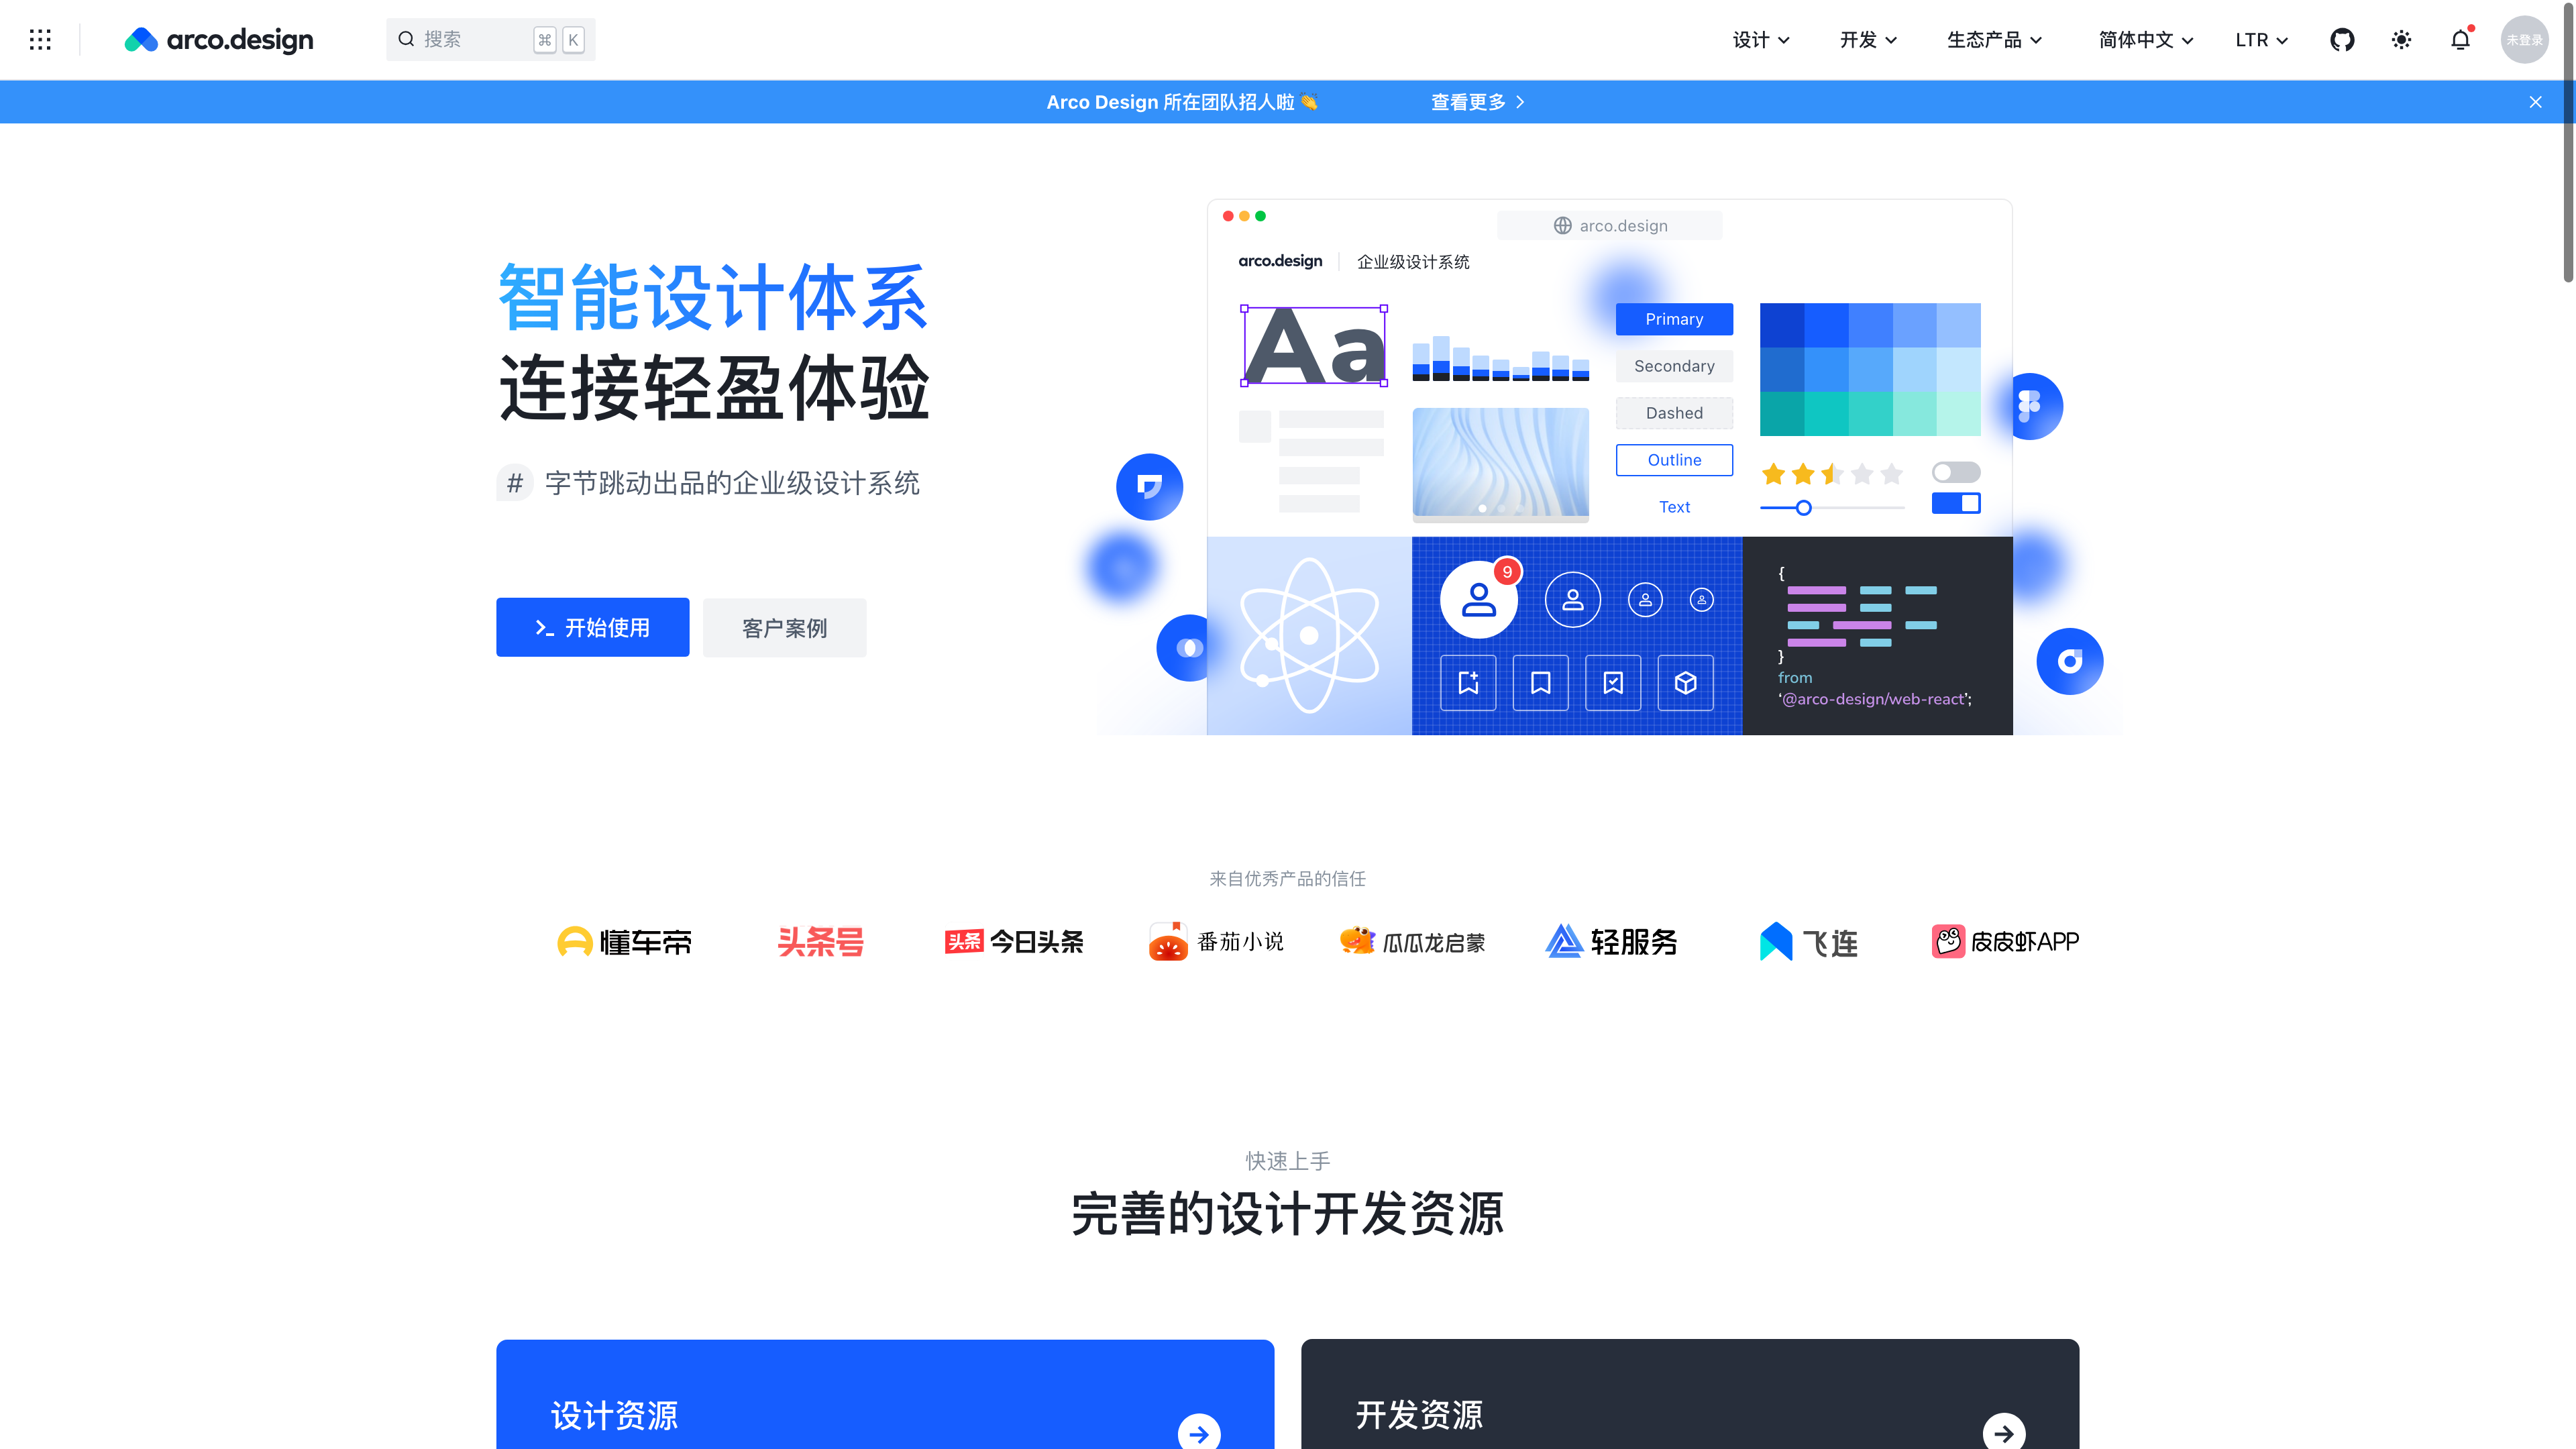 arco.design
搜索 ⌘ K
设计 开发 生态产品 简体中文 LTR 未登录
Arco Design 所在团队招人啦👏 查看更多
智能设计体系
连接轻盈体验
# 字节跳动出品的企业级设计系统
开始使用
客户案例
arco.design
arco.design 企业级设计系统
Aa
Primary
Secondary
Dashed
Outline
Text
9
{
}
from
‘@arco-design/web-react’;
来自优秀产品的信任
懂车帝
头条号
头条 今日头条
番茄小说
瓜瓜龙启蒙
轻服务
飞连
皮皮虾APP
快速上手
完善的设计开发资源
设计资源
开发资源